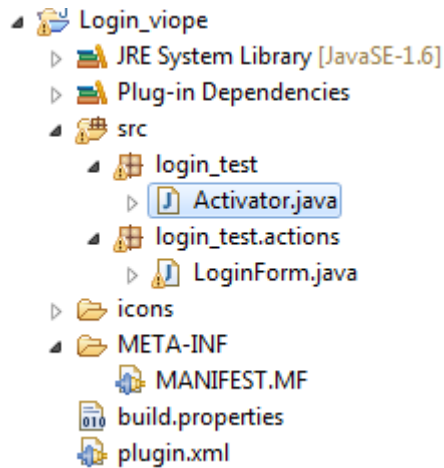 Login_viope
JRE System Library [JavaSE-1.6]
Plug-in Dependencies
src
login_test
Activator.java
login_test.actions
LoginForm.java
icons
META-INF
MANIFEST.MF
build.properties
plugin.xml